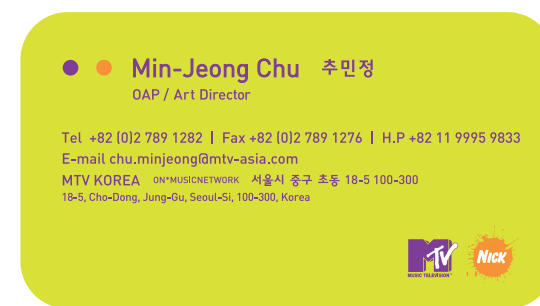 Min-Jeong Chu 추민정
OAP / Art Director
Tel +82 (0)2 789 1282 | Fax +82 (0)2 789 1276 | H.P +82 11 9995 9833
E-mail chu.minjeong@mtv-asia.com
MTV KOREA ON*MUSICNETWORK 서울시 중구 초동 18-5 100-300
18-5, Cho-Dong, Jung-Gu, Seoul-Si, 100-300, Korea
MTV NICK
MUSIC TELEVISION